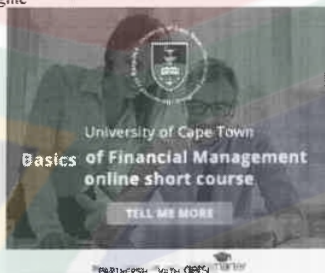 University of Cape Town
Basics of Financial Management
online short course
TELL ME MORE